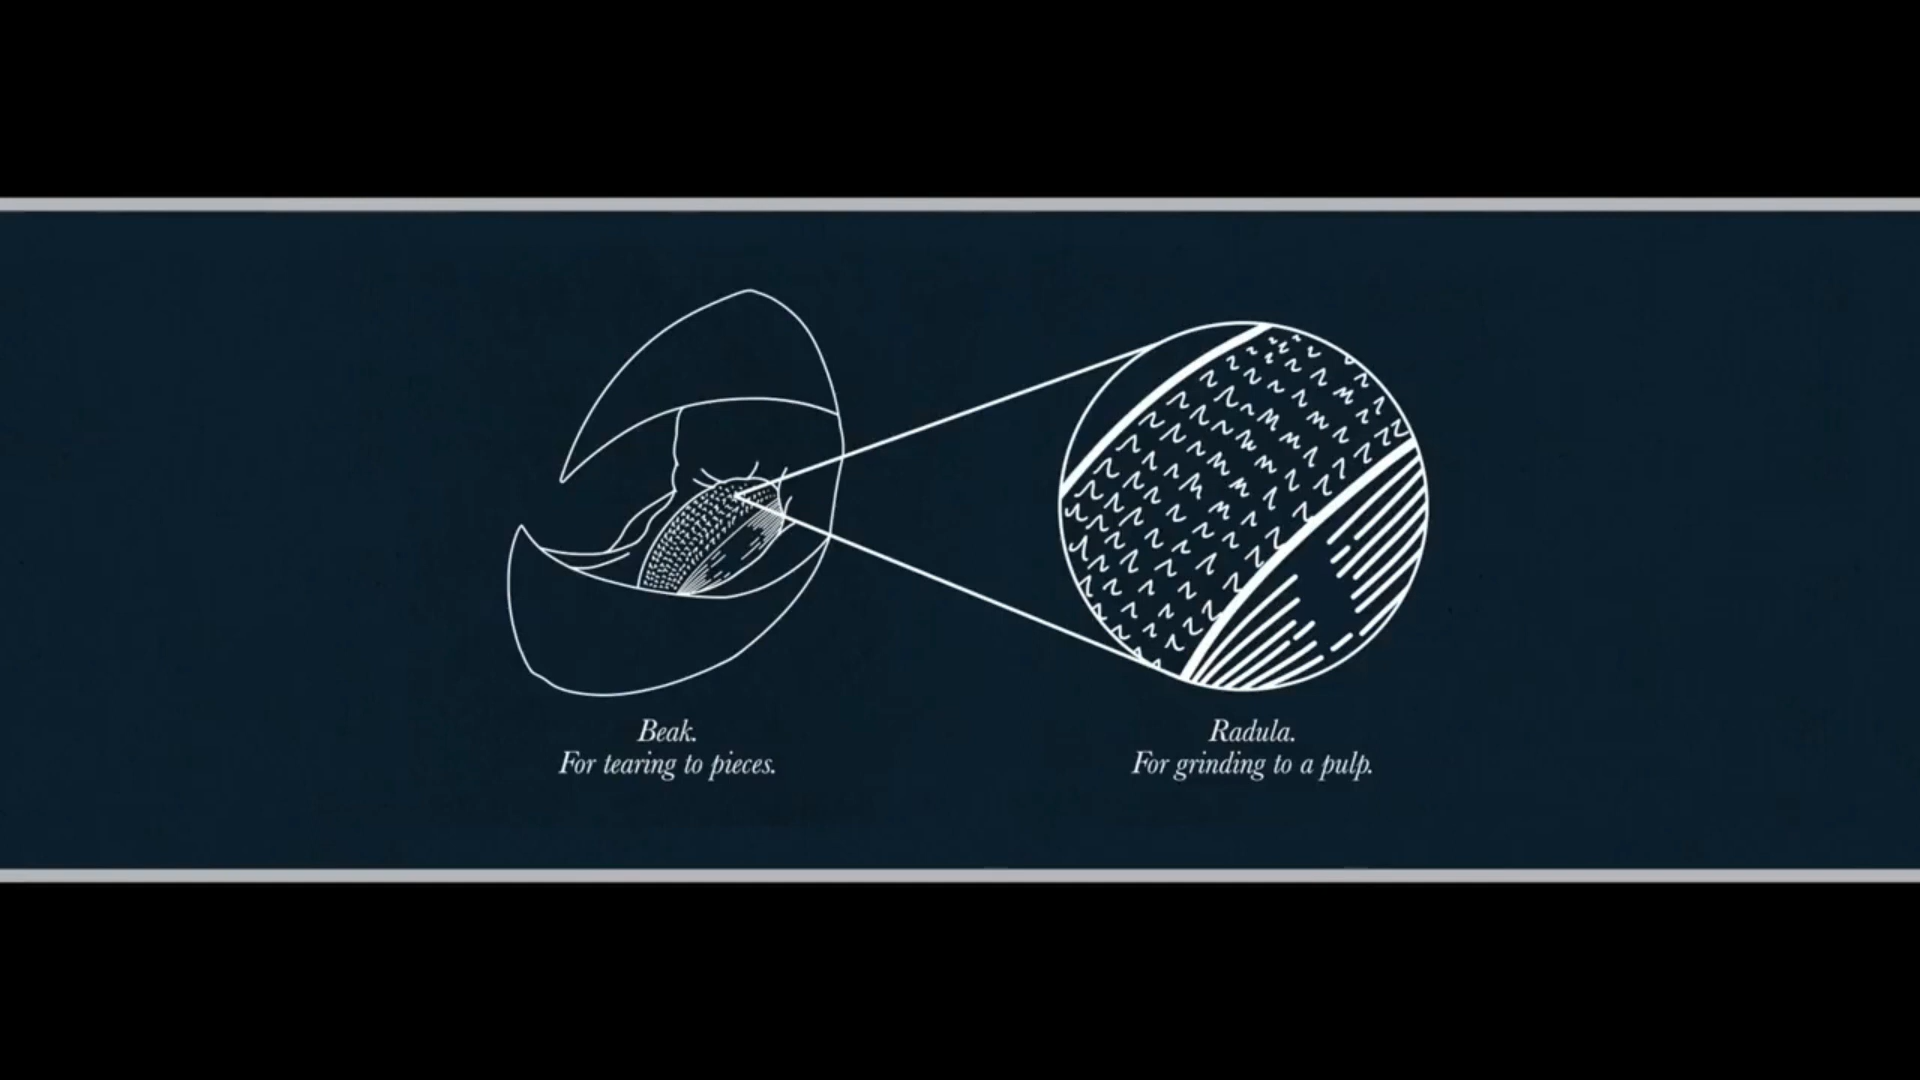 Beak.
For tearing to pieces.
Radula.
For grinding to a pulp.